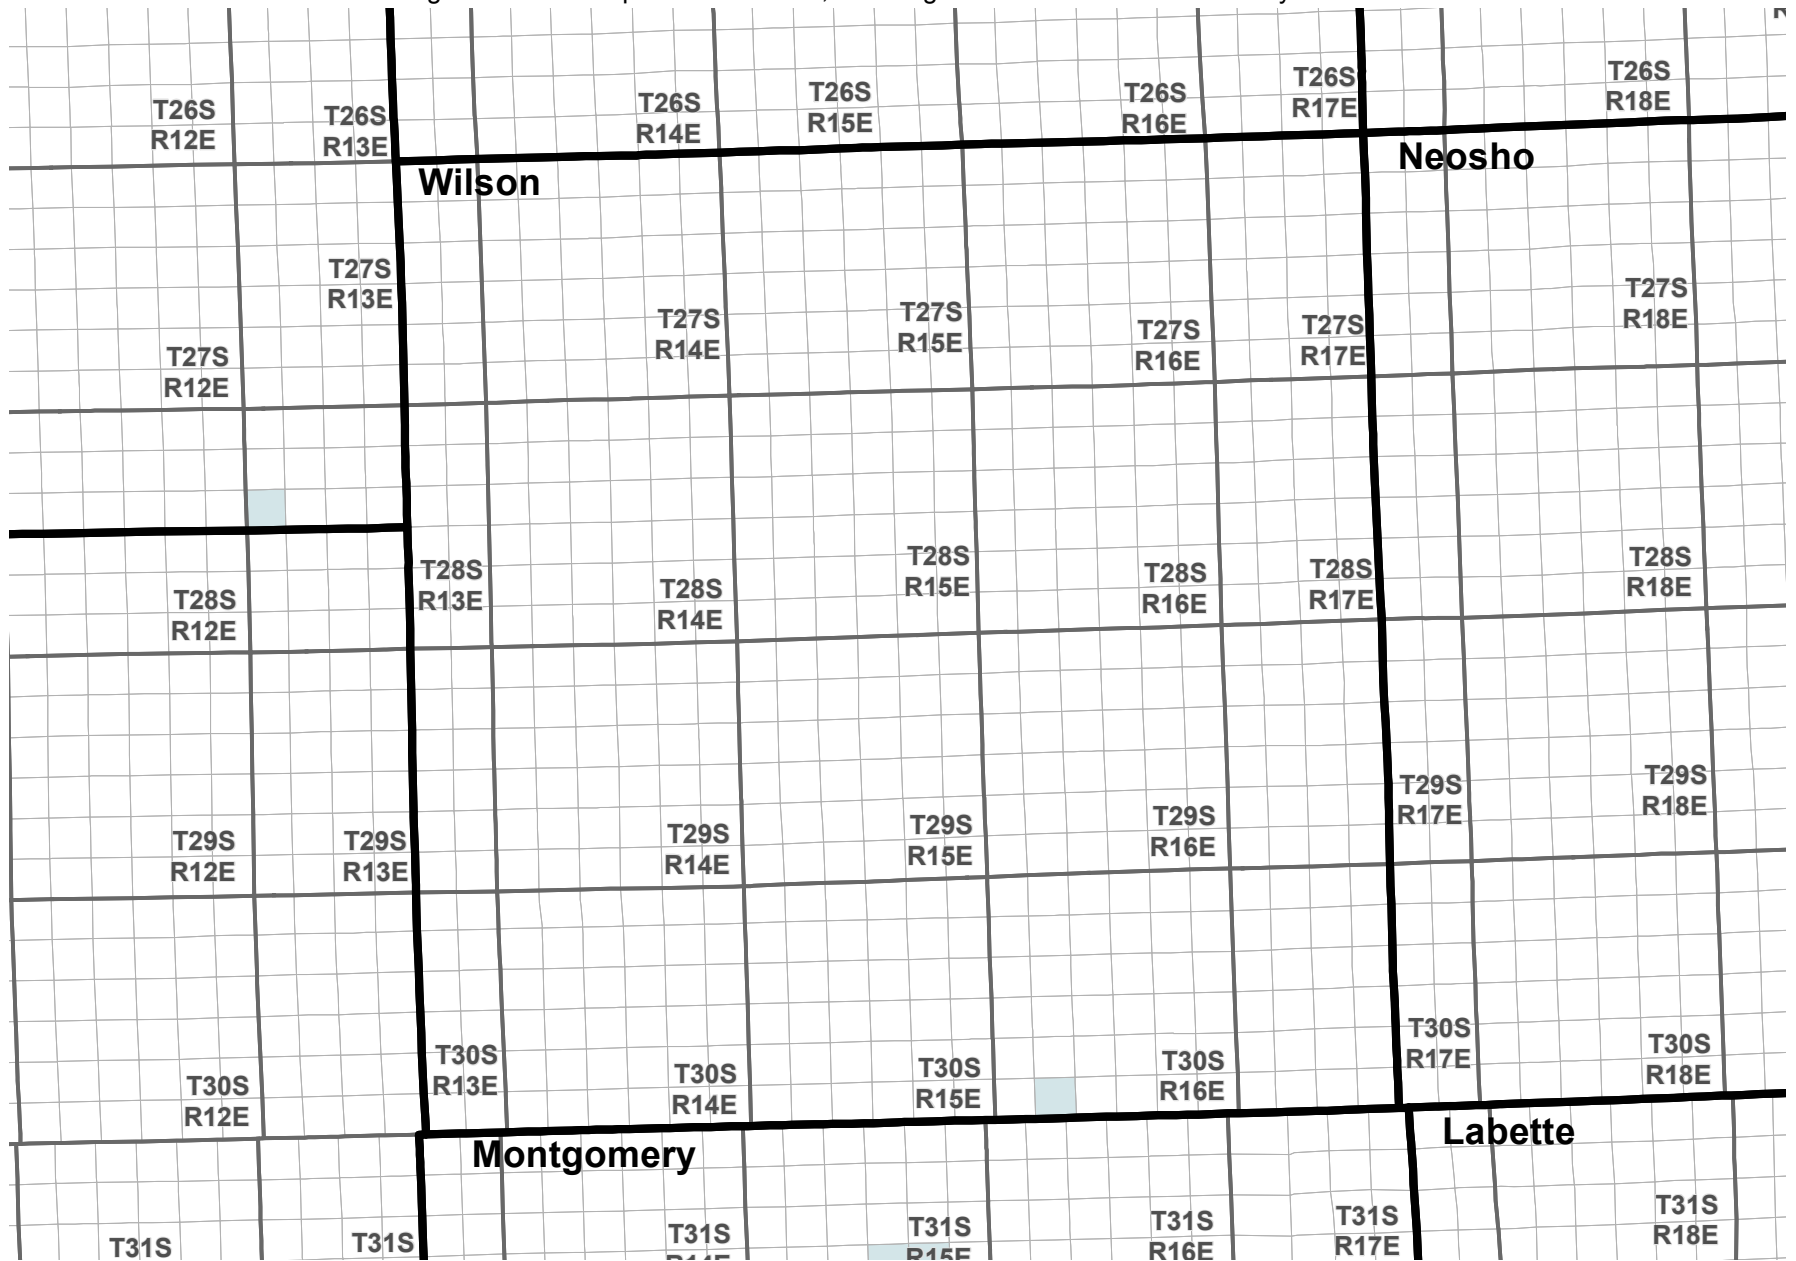 T26S
R12E
T26S
R13E
T26S
R14E
T26S
R15E
T26S
R16E
T26S
R17E
T26S
R18E
Wilson
Neosho
T27S
R12E
T27S
R13E
T27S
R14E
T27S
R15E
T27S
R16E
T27S
R17E
T27S
R18E
T28S
R12E
T28S
R13E
T28S
R14E
T28S
R15E
T28S
R16E
T28S
R17E
T28S
R18E
T29S
R12E
T29S
R13E
T29S
R14E
T29S
R15E
T29S
R16E
T29S
R17E
T29S
R18E
T30S
R12E
T30S
R13E
T30S
R14E
T30S
R15E
T30S
R16E
T30S
R17E
T30S
R18E
Montgomery
Labette
T31S
T31S
T31S
R14E
T31S
R15E
T31S
R16E
T31S
R17E
T31S
R18E